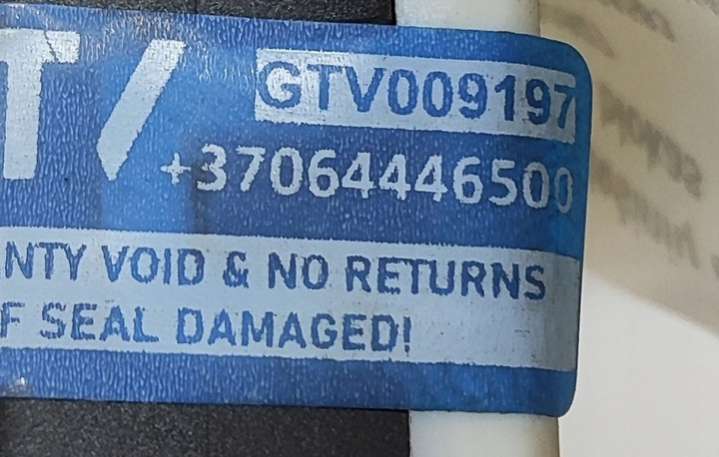 T/ GTV009197
+37064446500
NTY VOID & NO RETURNS
F SEAL DAMAGED!